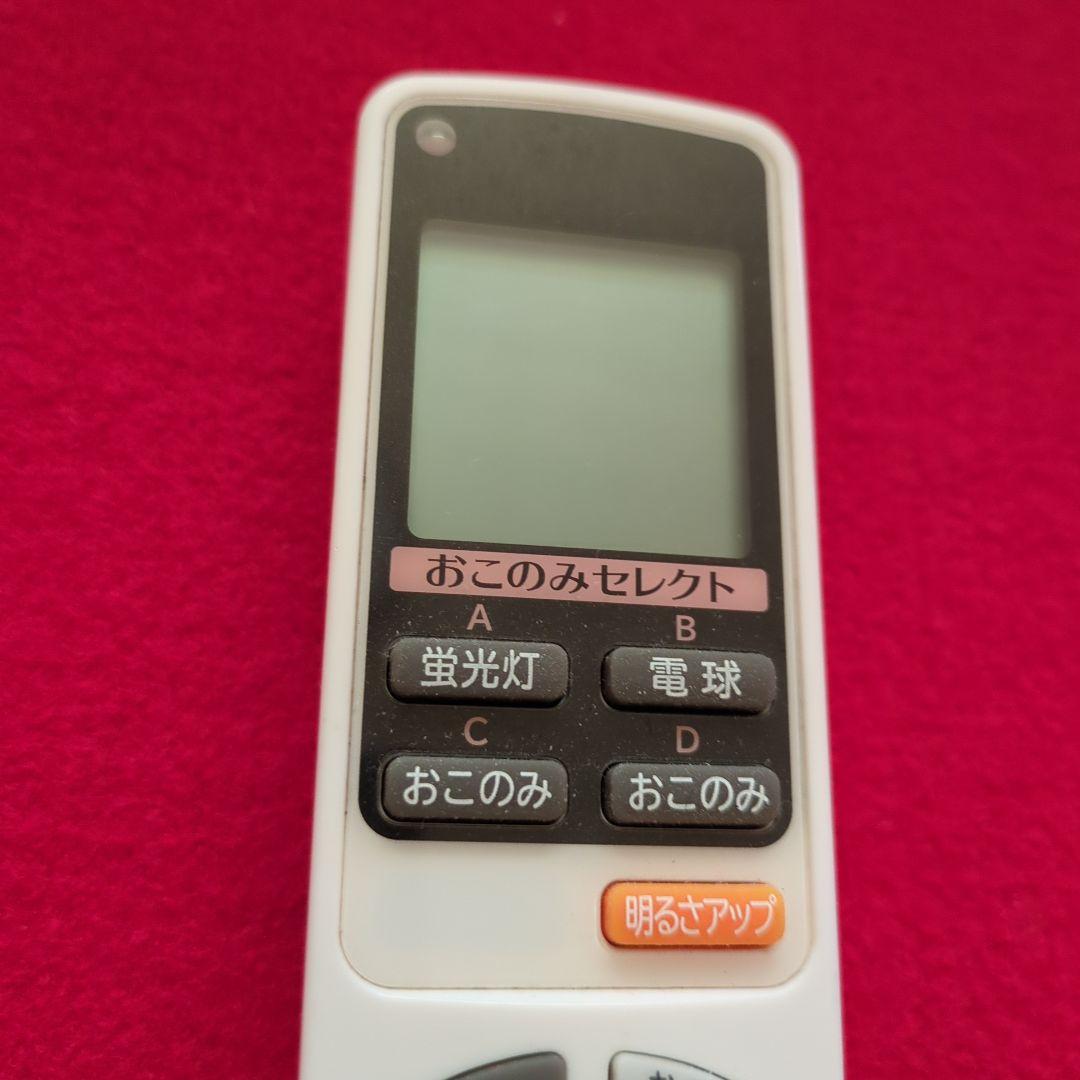 おこのみセレクト
A B
蛍光灯 電球
C D
おこのみ おこのみ
明るさアップ